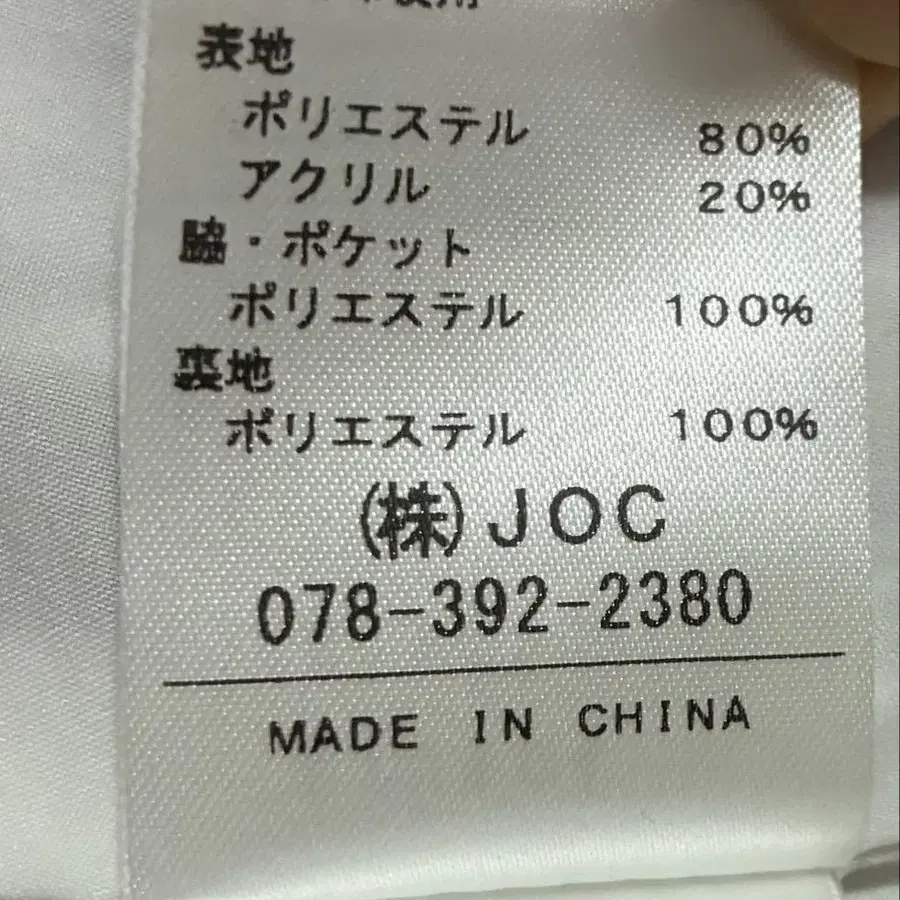 表地
ポリエステル 80%
アクリル 20%
脇・ポケット
ポリエステル 100%
裏地
ポリエステル 100%
(株)JOC
078-392-2380
MADE IN CHINA